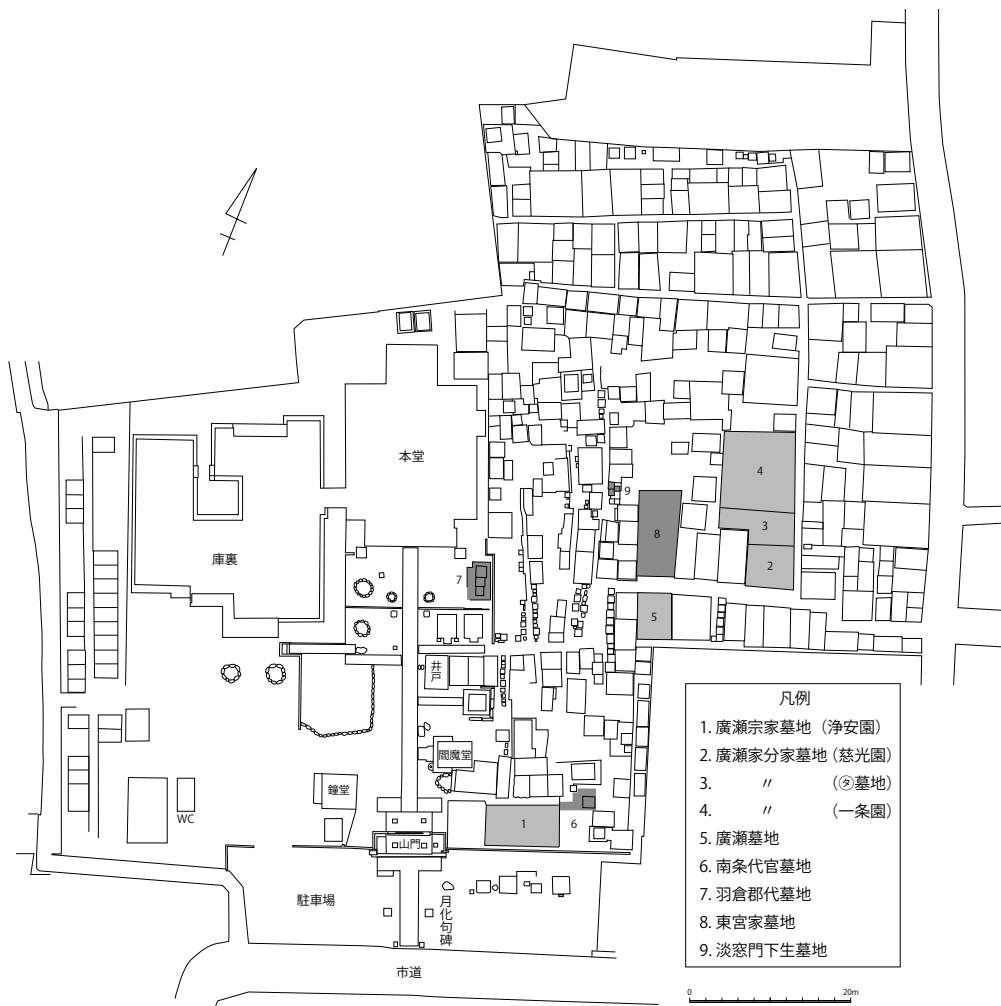 4
本堂
9
3
8
庫裏
2
7
5
井戸
閻魔堂
鐘堂
WC
1
6
山門
駐車場
月化句碑
市道
凡例
1. 廣瀬宗家墓地（浄安園）
2. 廣瀬家分家墓地（慈光園）
3. 〃 （㋟墓地）
4. 〃 （一条園）
5. 廣瀬墓地
6. 南条代官墓地
7. 羽倉郡代墓地
8. 東宮家墓地
9. 淡窓門下生墓地
0 20m